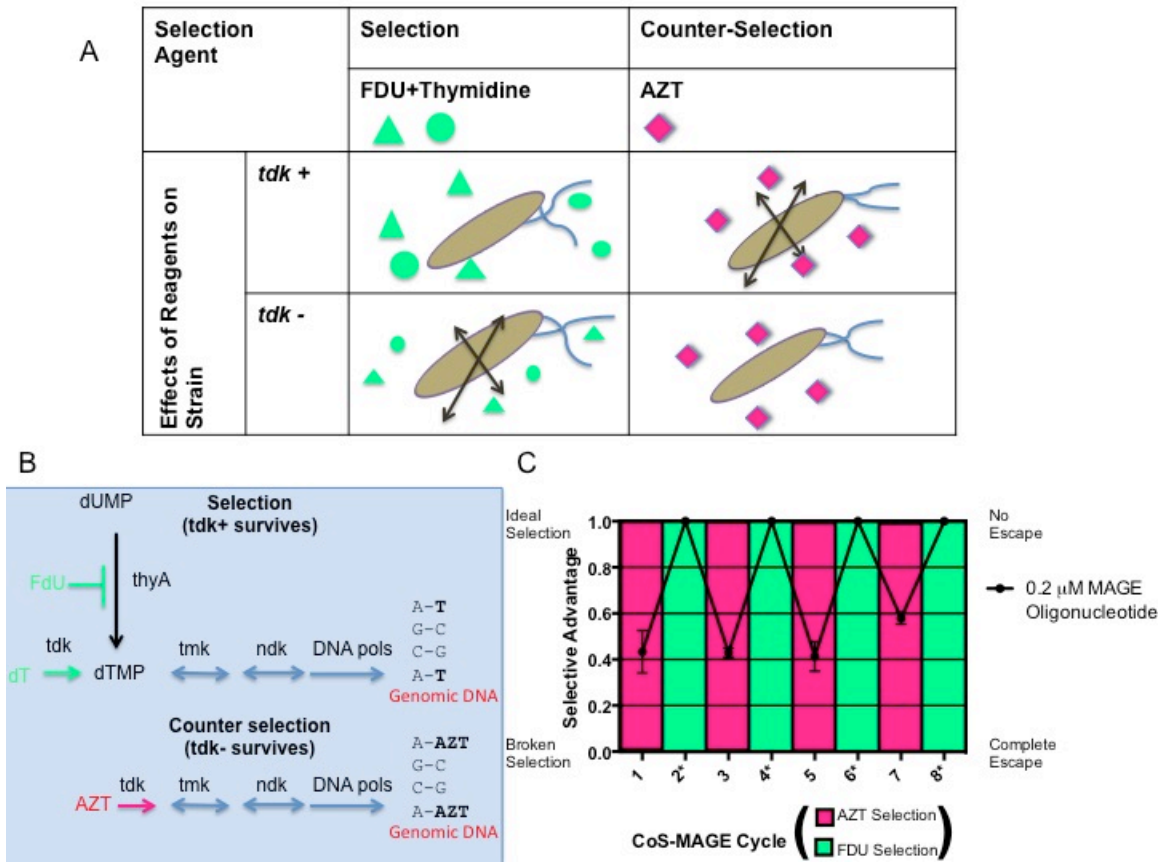 A
Selection
Agent
Selection
Counter-Selection
FDU+Thymidine
AZT
Effects of Reagents on
Strain
tdk +
tdk -
B
dUMP
Selection
(tdk+ survives)
FdU
thyA
tdk
dT
dTMP
tmk
ndk
DNA pols
A-T
G-C
C-G
A-T
Genomic DNA
Counter selection
(tdk- survives)
AZT
tdk
tmk
ndk
DNA pols
A-AZT
G-C
C-G
A-AZT
Genomic DNA
C
Ideal
Selection
Broken
Selection
Selective Advantage
1.0
0.8
0.6
0.4
0.2
0.0
1
2*
3
4*
5
6*
7
8*
No
Escape
Complete
Escape
0.2 μM MAGE
Oligonucleotide
CoS-MAGE Cycle
( AZT Selection
FDU Selection )